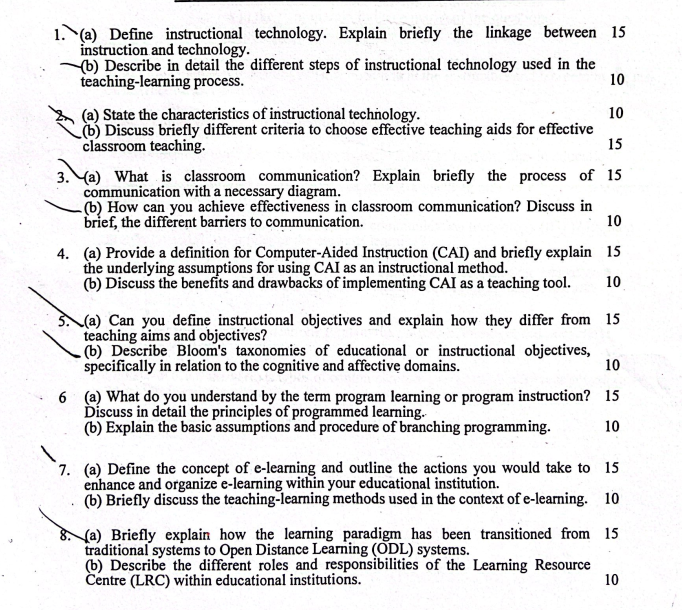 1. (a) Define instructional technology. Explain briefly the linkage between 15
instruction and technology.
(b) Describe in detail the different steps of instructional technology used in the
teaching-learning process. 10
2. (a) State the characteristics of instructional technology. 10
(b) Discuss briefly different criteria to choose effective teaching aids for effective
classroom teaching. 15
3. (a) What is classroom communication? Explain briefly the process of 15
communication with a necessary diagram.
(b) How can you achieve effectiveness in classroom communication? Discuss in
brief, the different barriers to communication. 10
4. (a) Provide a definition for Computer-Aided Instruction (CAI) and briefly explain 15
the underlying assumptions for using CAI as an instructional method.
(b) Discuss the benefits and drawbacks of implementing CAI as a teaching tool. 10
5. (a) Can you define instructional objectives and explain how they differ from 15
teaching aims and objectives?
(b) Describe Bloom's taxonomies of educational or instructional objectives,
specifically in relation to the cognitive and affective domains. 10
6 (a) What do you understand by the term program learning or program instruction? 15
Discuss in detail the principles of programmed learning.
(b) Explain the basic assumptions and procedure of branching programming. 10
7. (a) Define the concept of e-learning and outline the actions you would take to 15
enhance and organize e-learning within your educational institution.
(b) Briefly discuss the teaching-learning methods used in the context of e-learning. 10
8. (a) Briefly explain how the learning paradigm has been transitioned from 15
traditional systems to Open Distance Learning (ODL) systems.
(b) Describe the different roles and responsibilities of the Learning Resource
Centre (LRC) within educational institutions. 10